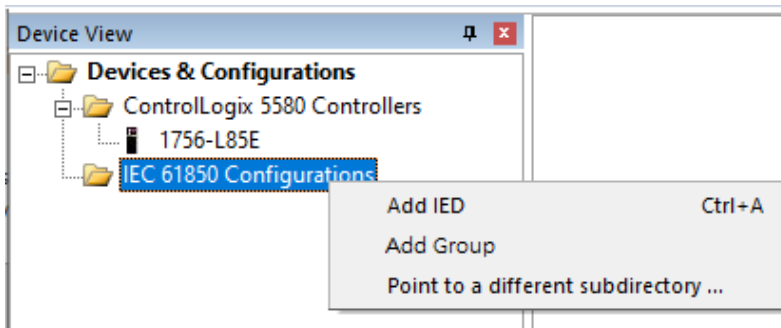 Device View
Devices & Configurations
ControlLogix 5580 Controllers
1756-L85E
IEC 61850 Configurations
Add IED Ctrl+A
Add Group
Point to a different subdirectory ...